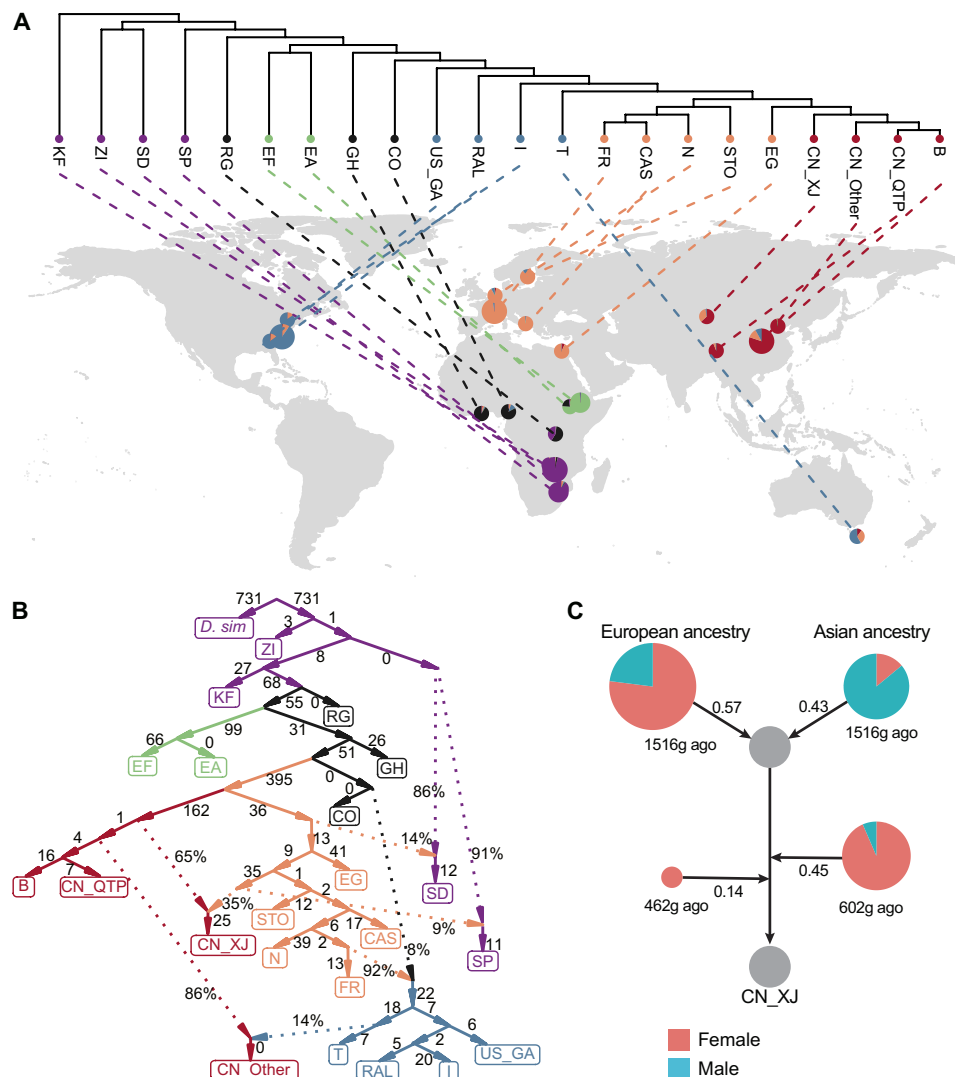 A
KF ZI SD SP RG EF EA GH CO US_GA RAL I T FR CAS N STO EG CN_XJ CN_Other CN_QTP B
B
731 731
D. sim
3 1
ZI
8 0
27 68
KF
55 0
RG
99 31
66 0
EF EA
51 26
GH
395 0 0
CO
86%
1 162 36
4
13 14%
91%
16 7
B CN_QTP
65%
9 41
EG
12
SD
35 1
35% 12 2
25 STO
17
CAS
CN_XJ
6
9%
39 2
N
11
SP
8%
13 92%
FR
86%
22
18 7
14%
0 7 2 6
T
5 20
US_GA
CN_Other
RAL I
C
European ancestry Asian ancestry
0.57 0.43
1516g ago 1516g ago
0.14 0.45
462g ago 602g ago
CN_XJ
Female
Male